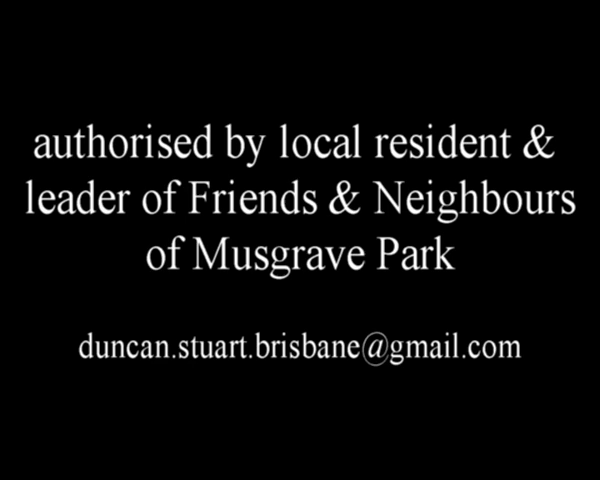 authorised by local resident &
leader of Friends & Neighbours
of Musgrave Park
duncan.stuart.brisbane@gmail.com